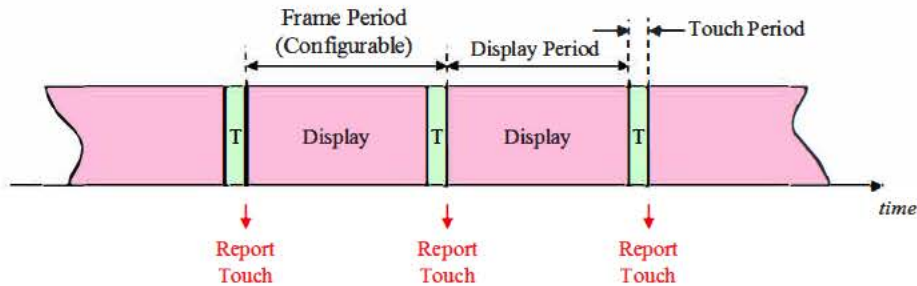 Frame Period
(Configurable)
Display Period
Touch Period
T
Display
T
Display
T
time
Report
Touch
Report
Touch
Report
Touch